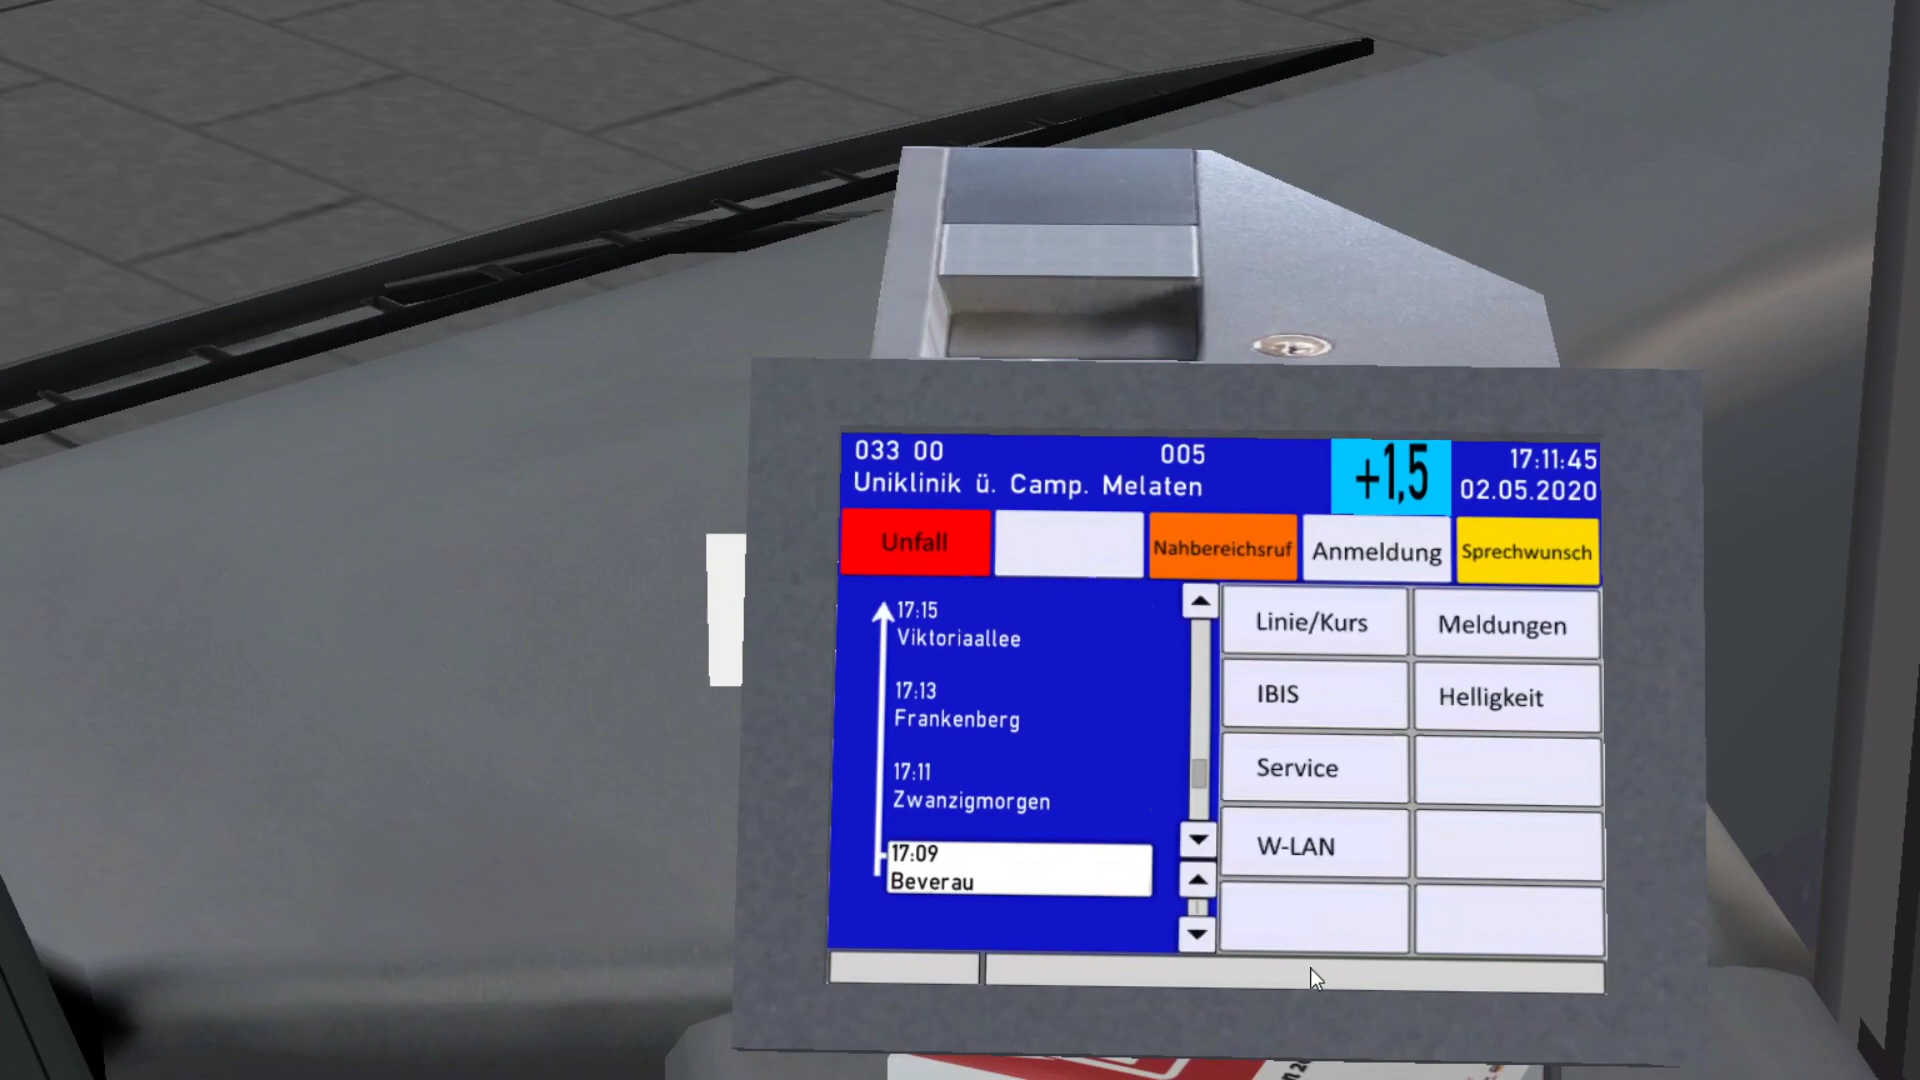 033 00
005
+1,5
17:11:45
Uniklinik ü. Camp. Melaten
02.05.2020
Unfall
Nahbereichsruf
Anmeldung
Sprechwunsch
17:15
Viktoriaallee
17:13
Frankenberg
17:11
Zwanzigmorgen
17:09
Beverau
Linie/Kurs
Meldungen
IBIS
Helligkeit
Service
W-LAN